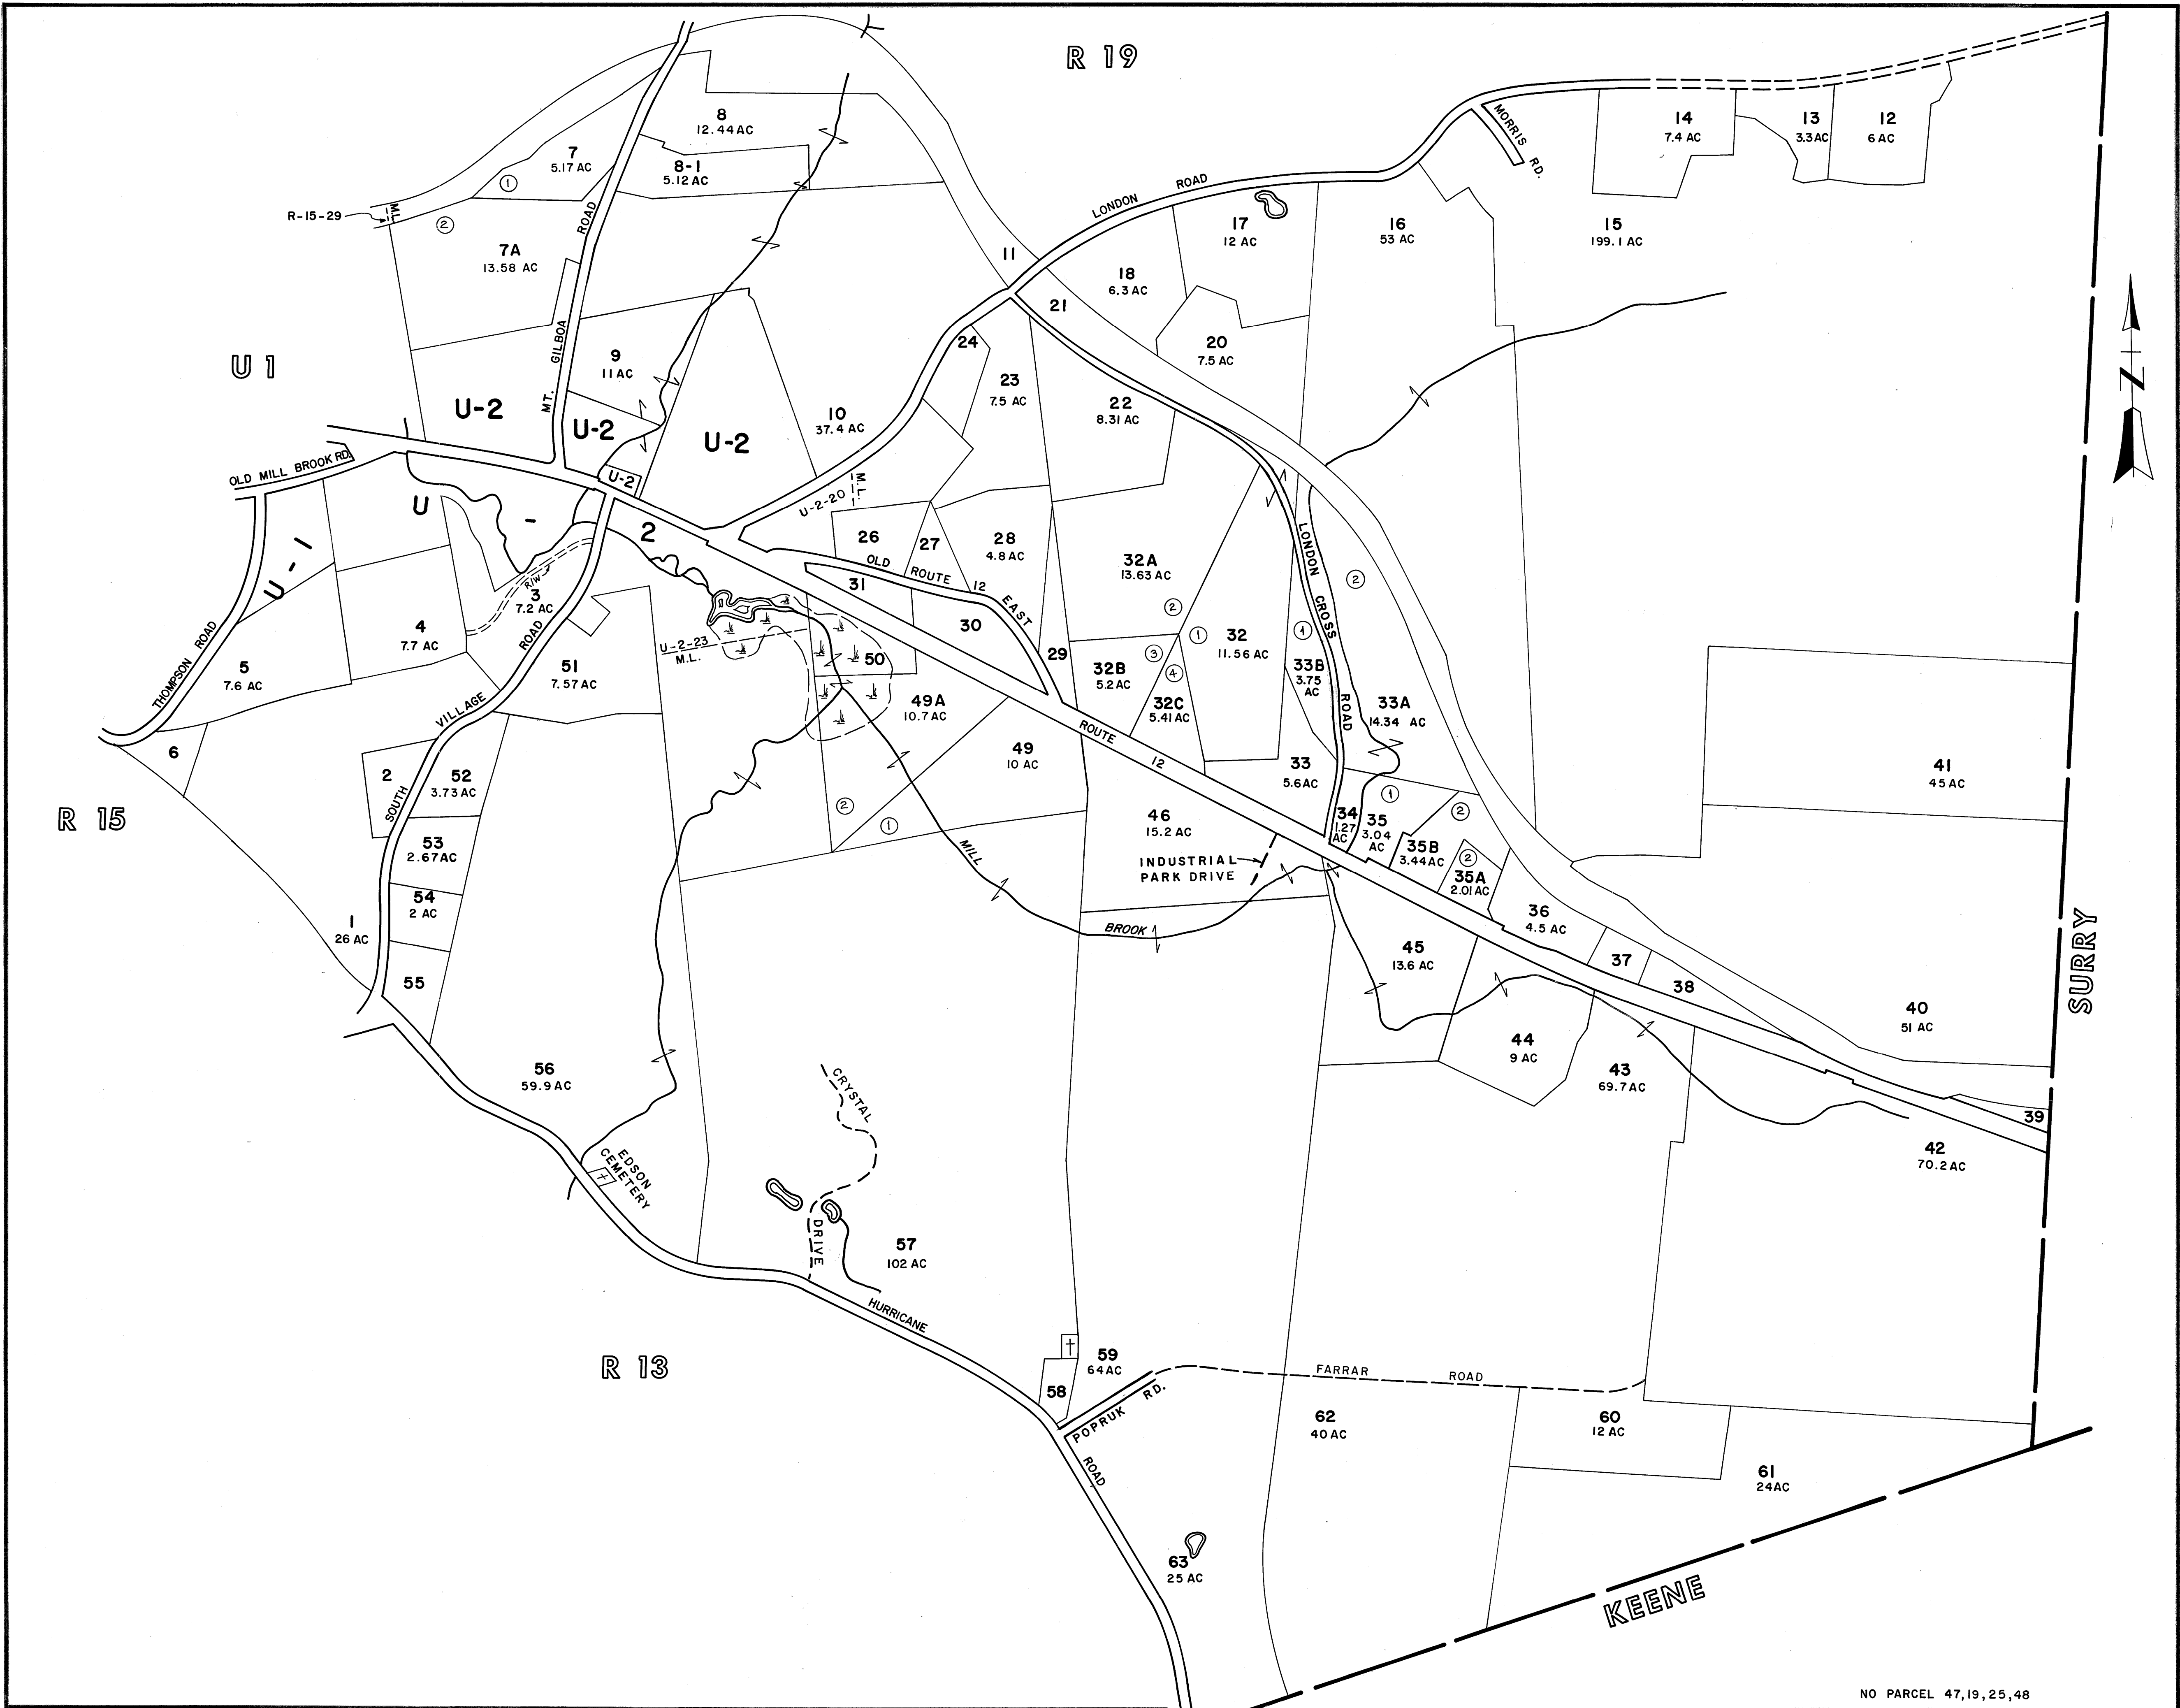 R 19
8
12.44 AC
7
5.17 AC
8-1
5.12 AC
1
R-15-29
M.L.
2
7A
13.58 AC
MT. GILBOA ROAD
U 1
U-2
9
11 AC
U-2
U-2
U-2
10
37.4 AC
11
LONDON ROAD
MORRIS RD.
14
7.4 AC
13
3.3 AC
12
6 AC
17
12 AC
16
53 AC
15
199.1 AC
18
6.3 AC
21
20
7.5 AC
24
23
7.5 AC
22
8.31 AC
N
OLD MILL BROOK RD.
U - 2
U - 1
U-2-20
M.L.
26
27
28
4.8 AC
OLD ROUTE 12 EAST
31
30
29
32A
13.63 AC
2
1
32
11.56 AC
LONDON CROSS ROAD
2
1
33B
3.75
AC
33A
14.34 AC
32B
5.2 AC
3
4
32C
5.41 AC
R/W
3
7.2 AC
4
7.7 AC
THOMPSON ROAD
5
7.6 AC
6
51
7.57 AC
U-2-23
M.L.
50
49A
10.7 AC
49
10 AC
2
1
ROUTE 12
33
5.6 AC
34
1.27
AC
35
3.04
AC
1
2
35B
3.44 AC
2
35A
2.01 AC
41
45 AC
R 15
SOUTH VILLAGE ROAD
2
52
3.73 AC
53
2.67 AC
54
2 AC
55
1
26 AC
46
15.2 AC
INDUSTRIAL
PARK DRIVE
MILL BROOK
36
4.5 AC
37
38
45
13.6 AC
44
9 AC
43
69.7 AC
40
51 AC
SURRY
39
42
70.2 AC
56
59.9 AC
EDSON
CEMETERY
CRYSTAL DRIVE
57
102 AC
HURRICANE ROAD
R 13
58
59
64 AC
POPRUK RD.
FARRAR ROAD
62
40 AC
60
12 AC
61
24 AC
63
25 AC
KEENE
NO PARCEL 47,19,25,48